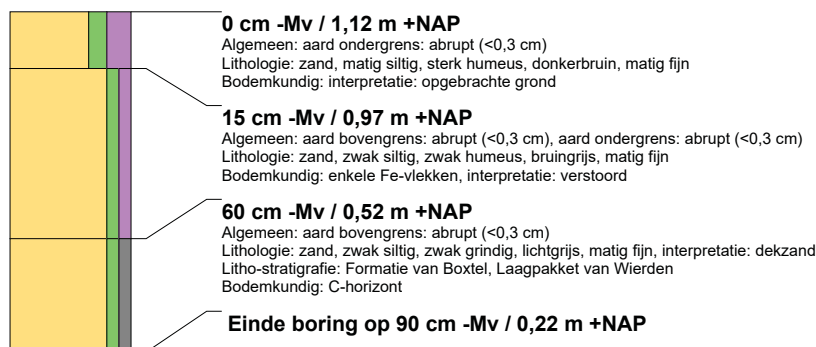 0 cm -Mv / 1,12 m +NAP
Algemeen: aard ondergrens: abrupt (<0,3 cm)
Lithologie: zand, matig siltig, sterk humeus, donkerbruin, matig fijn
Bodemkundig: interpretatie: opgebrachte grond
15 cm -Mv / 0,97 m +NAP
Algemeen: aard bovengrens: abrupt (<0,3 cm), aard ondergrens: abrupt (<0,3 cm)
Lithologie: zand, zwak siltig, zwak humeus, bruingrijs, matig fijn
Bodemkundig: enkele Fe-vlekken, interpretatie: verstoord
60 cm -Mv / 0,52 m +NAP
Algemeen: aard bovengrens: abrupt (<0,3 cm)
Lithologie: zand, zwak siltig, zwak grindig, lichtgrijs, matig fijn, interpretatie: dekzand
Litho-stratigrafie: Formatie van Boxtel, Laagpakket van Wierden
Bodemkundig: C-horizont
Einde boring op 90 cm -Mv / 0,22 m +NAP